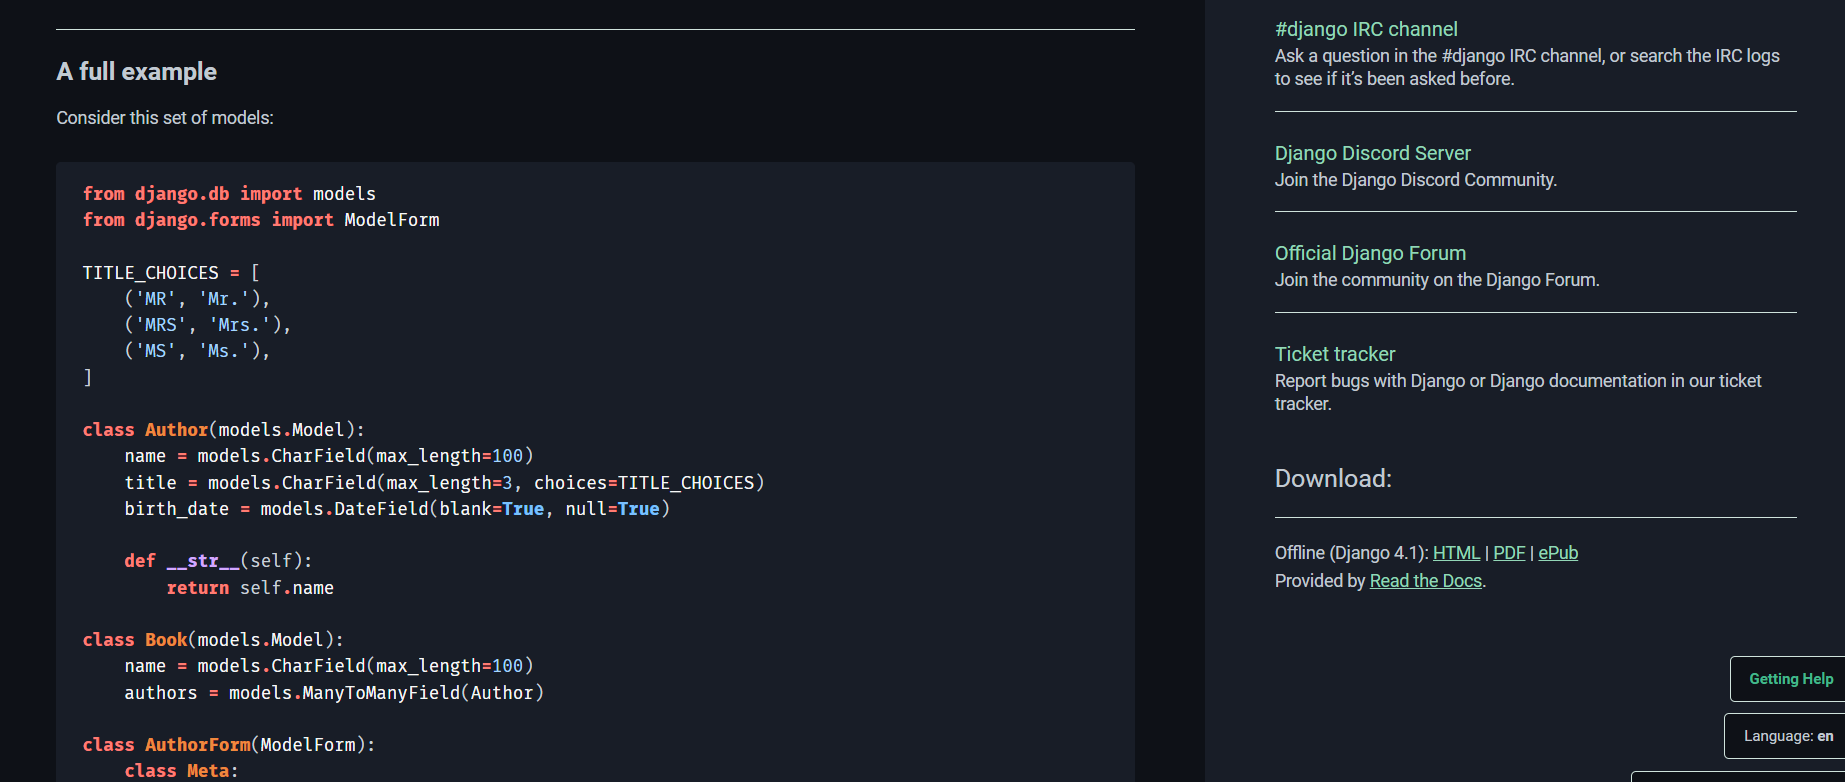 A full example
Consider this set of models:
from django.db import models
from django.forms import ModelForm
TITLE_CHOICES = [
    ('MR', 'Mr.'),
    ('MRS', 'Mrs.'),
    ('MS', 'Ms.'),
]
class Author(models.Model):
    name = models.CharField(max_length=100)
    title = models.CharField(max_length=3, choices=TITLE_CHOICES)
    birth_date = models.DateField(blank=True, null=True)
    def __str__(self):
        return self.name
class Book(models.Model):
    name = models.CharField(max_length=100)
    authors = models.ManyToManyField(Author)
class AuthorForm(ModelForm):
    class Meta:
#django IRC channel
Ask a question in the #django IRC channel, or search the IRC logs
to see if it’s been asked before.
Django Discord Server
Join the Django Discord Community.
Official Django Forum
Join the community on the Django Forum.
Ticket tracker
Report bugs with Django or Django documentation in our ticket
tracker.
Download:
Offline (Django 4.1): HTML | PDF | ePub
Provided by Read the Docs.
Getting Help
Language: en